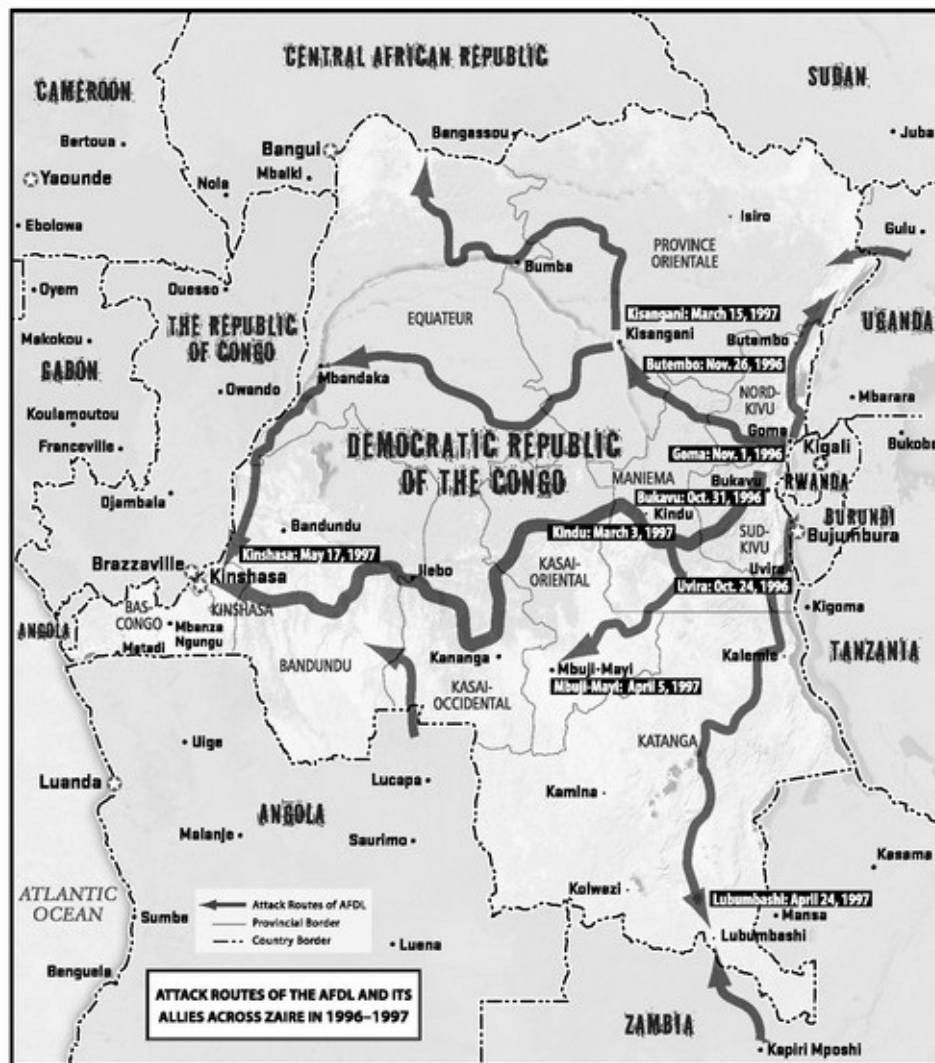 CENTRAL AFRICAN REPUBLIC
SUDAN
CAMEROON
Bertoua
Bangui
Bangassou
Juba
Yaounde
Mbaiki
Nola
Ebolowa
Isiro
Gulu
PROVINCE
ORIENTALE
Bumba
Oyem
Ouesso
THE REPUBLIC
OF CONGO
EQUATEUR
Kisangani: March 15, 1997
Kisangani
UGANDA
Makokou
Butembo
Butembo: Nov. 26, 1996
GABON
Owando
Mbandaka
NORD-
KIVU
Mbarara
Koulamoutou
Goma
Franceville
DEMOCRATIC REPUBLIC
OF THE CONGO
Goma: Nov. 1, 1996
Kigali
Bukoba
MANIEMA
Bukavu
RWANDA
Bukavu: Oct. 31, 1996
Djambala
Kindu
BURUNDI
Bandundu
Kindu: March 3, 1997
SUD-
KIVU
Bujumbura
Kinshasa: May 17, 1997
Brazzaville
Kinshasa
Ilebo
KASAI-
ORIENTAL
Uvira
Uvira: Oct. 24, 1996
BAS-
CONGO
KINSHASA
Kigoma
ANGOLA
Mbanza
Ngungu
Matadi
TANZANIA
BANDUNDU
Kananga
Mbuji-Mayi
Kalemie
Mbuji-Mayi: April 5, 1997
KASAI-
OCCIDENTAL
Uige
KATANGA
Luanda
Lucapa
Kamina
ANGOLA
Malanje
Saurimo
Kasama
ATLANTIC
OCEAN
Kolwezi
Lubumbashi: April 24, 1997
Attack Routes of AFDL
Provincial Border
Country Border
Sumbe
Mansa
Lubumbashi
Luena
Benguela
ATTACK ROUTES OF THE AFDL AND ITS
ALLIES ACROSS ZAIRE IN 1996–1997
ZAMBIA
Kapiri Mposhi